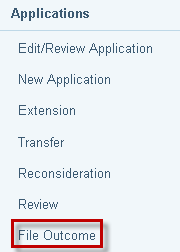 Applications
Edit/Review Application
New Application
Extension
Transfer
Reconsideration
Review
File Outcome